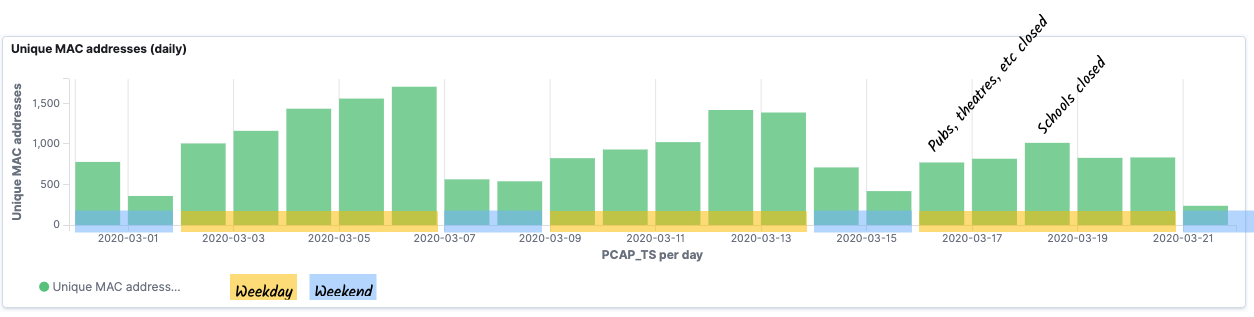 Unique MAC addresses (daily)
Pubs, theatres, etc closed
Schools closed
Unique MAC addresses
1,500
1,000
500
0
2020-03-01 2020-03-03 2020-03-05 2020-03-07 2020-03-09 2020-03-11 2020-03-13 2020-03-15 2020-03-17 2020-03-19 2020-03-21
PCAP_TS per day
Unique MAC address... Weekday Weekend